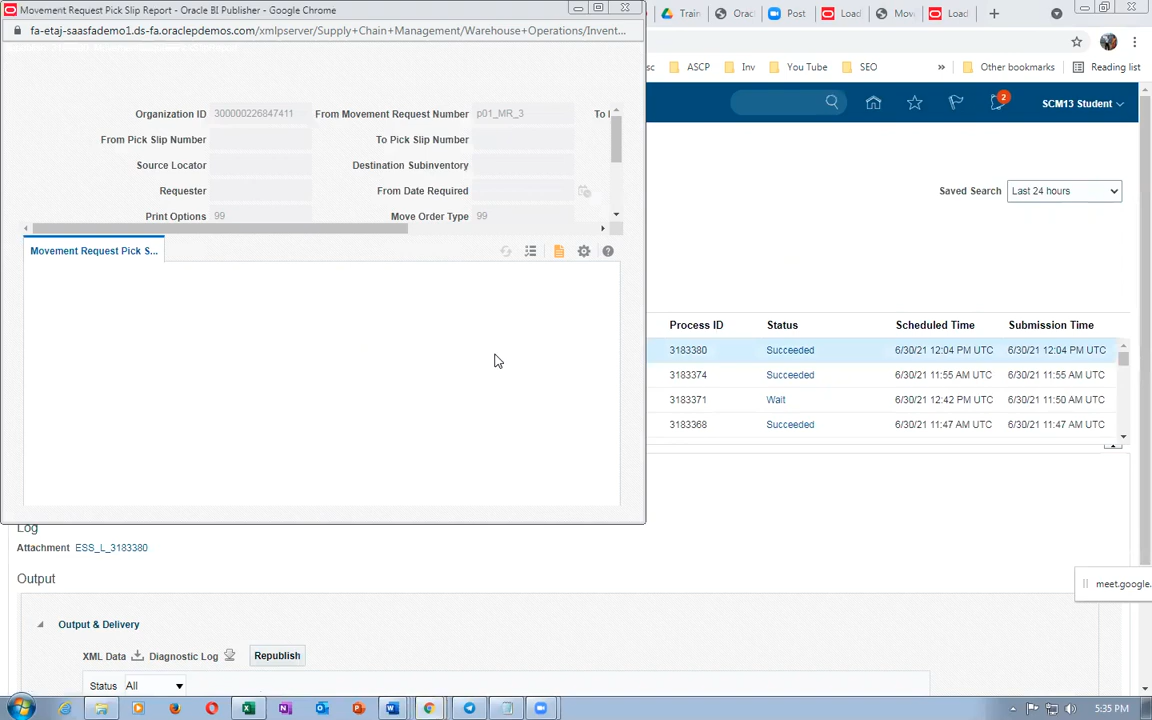 Movement Request Pick Slip Report - Oracle BI Publisher - Google Chrome
fa-etaj-saasfademo1.ds-fa.oraclepdemos.com/xmlpserver/Supply+Chain+Management/Warehouse+Operations/Invent...
Train
Orac
Post
Load
Mov
Load
sc
ASCP
Inv
You Tube
SEO
»
Other bookmarks
Reading list
2
SCM13 Student
Organization ID 300000226847411 From Movement Request Number p01_MR_3
From Pick Slip Number To Pick Slip Number
Source Locator Destination Subinventory
Requester From Date Required
Print Options 99 Move Order Type 99
Saved Search Last 24 hours
Movement Request Pick S...
Process ID Status Scheduled Time Submission Time
3183380 Succeeded 6/30/21 12:04 PM UTC 6/30/21 12:04 PM UTC
3183374 Succeeded 6/30/21 11:55 AM UTC 6/30/21 11:55 AM UTC
3183371 Wait 6/30/21 12:42 PM UTC 6/30/21 11:50 AM UTC
3183368 Succeeded 6/30/21 11:47 AM UTC 6/30/21 11:47 AM UTC
Log
Attachment ESS_L_3183380
Output
meet.google.
Output & Delivery
XML Data Diagnostic Log Republish
Status All
5:35 PM